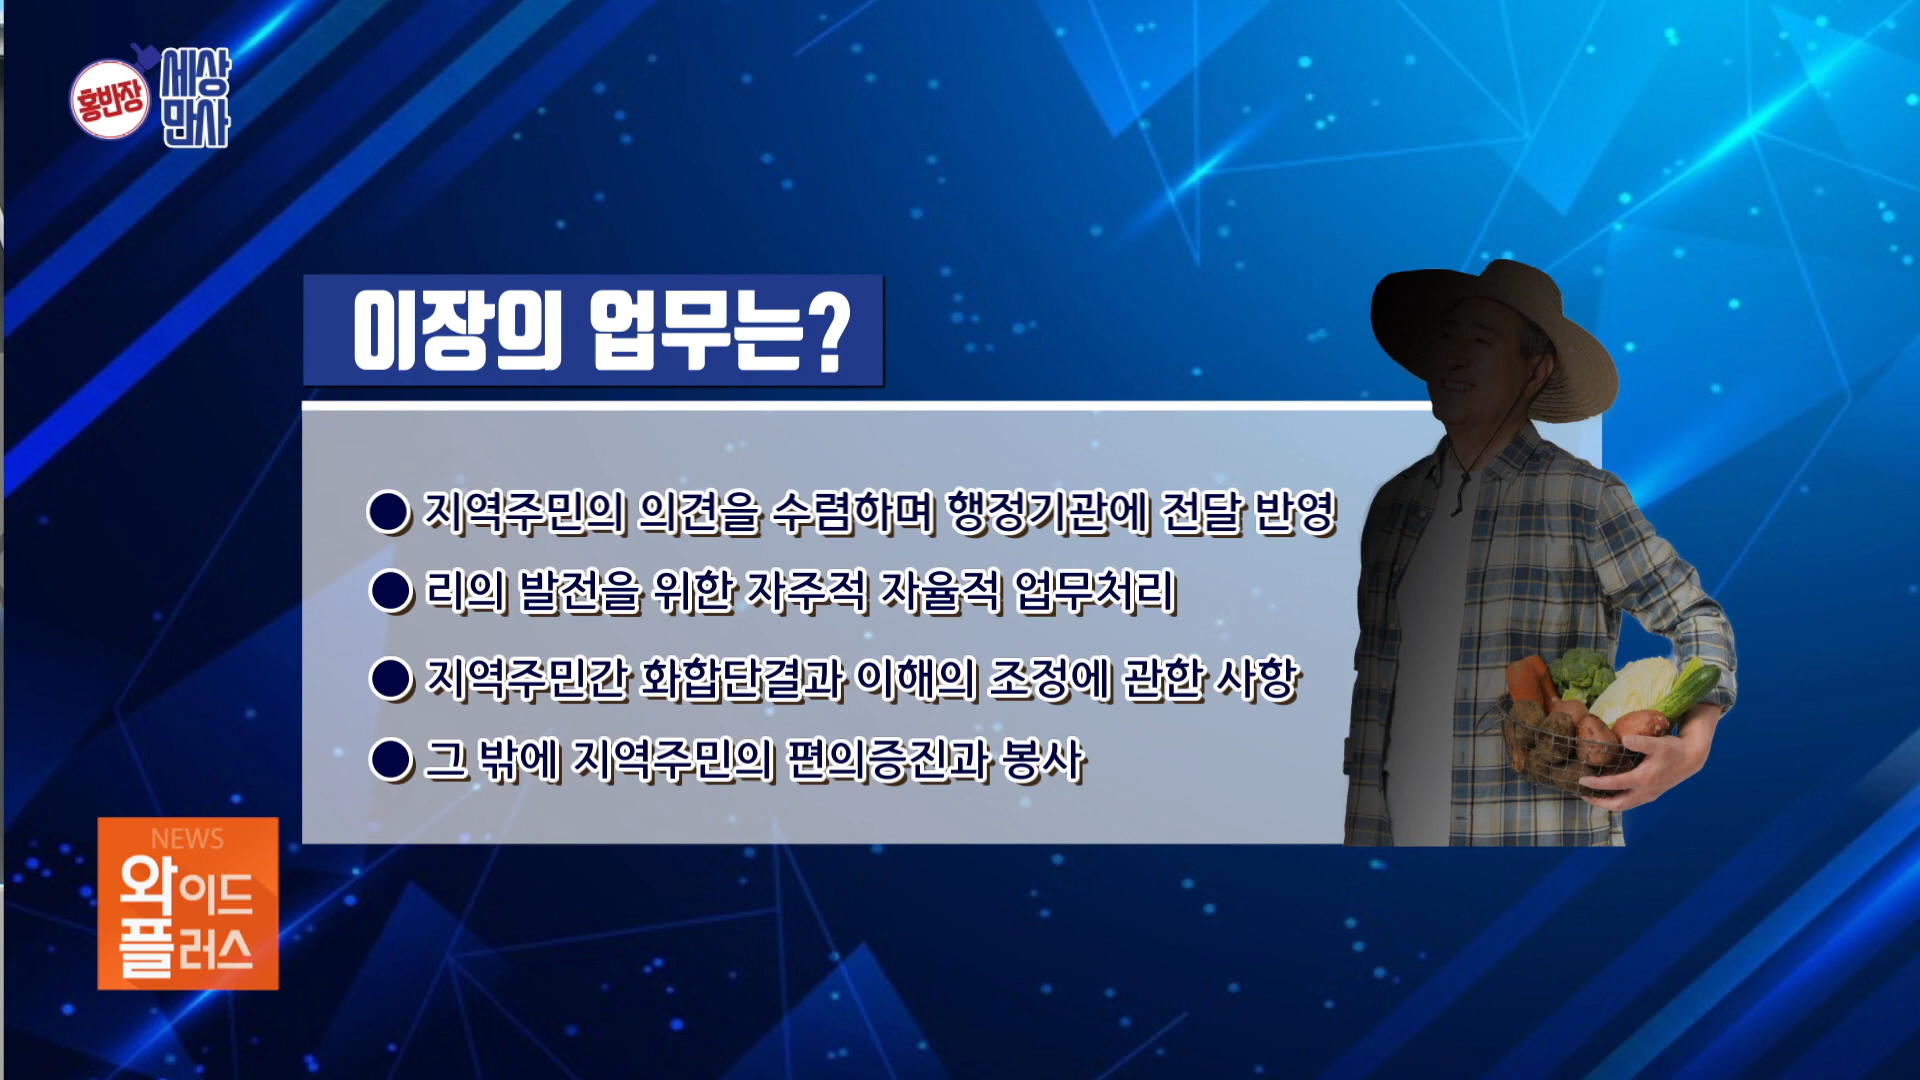 홍반장
세상
만사
이장의 업무는?
● 지역주민의 의견을 수렴하며 행정기관에 전달 반영
● 리의 발전을 위한 자주적 자율적 업무처리
● 지역주민간 화합단결과 이해의 조정에 관한 사항
● 그 밖에 지역주민의 편의증진과 봉사
NEWS
와이드
플러스